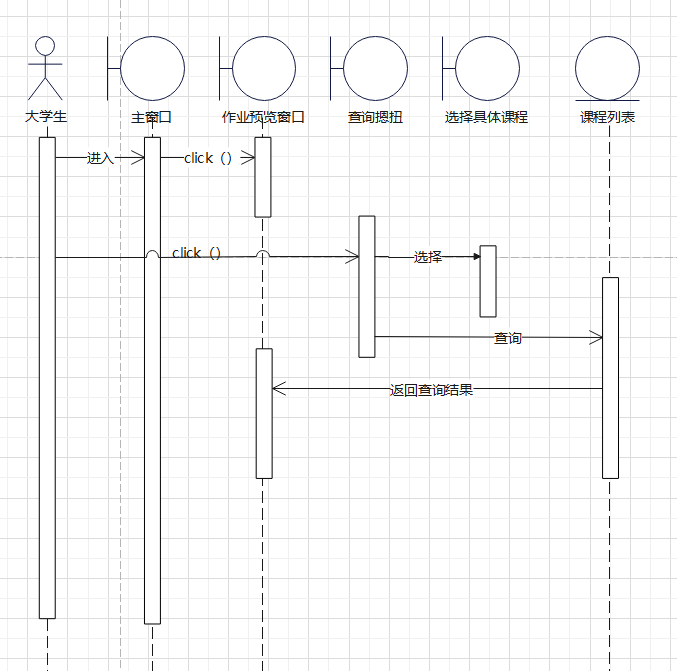 大学生
主窗口
作业预览窗口
查询摁扭
选择具体课程
课程列表
进入
click（）
click（）
选择
查询
返回查询结果